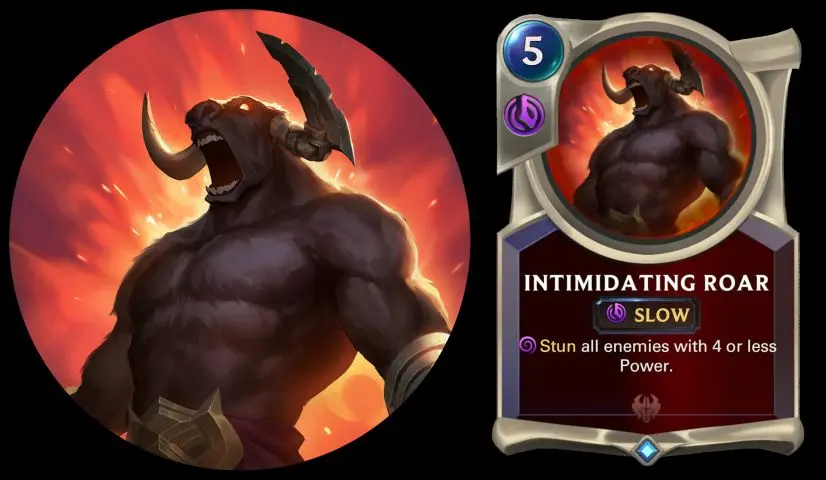 5
INTIMIDATING ROAR
SLOW
Stun all enemies with 4 or less
Power.